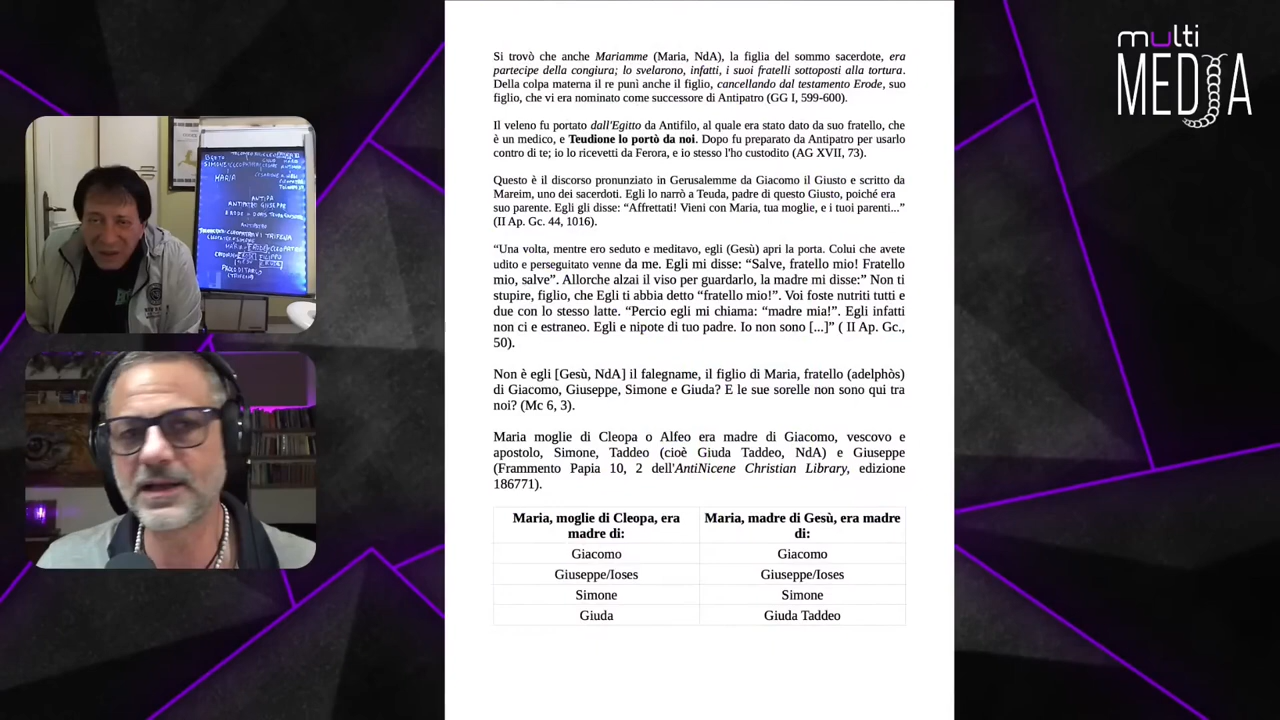 multi
MEDIA
Si trovò che anche Mariamme (Maria, NdA), la figlia del sommo sacerdote, era
partecipe della congiura; lo svelarono, infatti, i suoi fratelli sottoposti alla tortura.
Della colpa materna il re punì anche il figlio, cancellando dal testamento Erode, suo
figlio, che vi era nominato come successore di Antipatro (GG I, 599-600).
Il veleno fu portato dall'Egitto da Antifilo, al quale era stato dato da suo fratello, che
è un medico, e Teudione lo portò da noi. Dopo fu preparato da Antipatro per usarlo
contro di te; io lo ricevetti da Ferora, e io stesso l'ho custodito (AG XVII, 73).
Questo è il discorso pronunziato in Gerusalemme da Giacomo il Giusto e scritto da
Mareim, uno dei sacerdoti. Egli lo narrò a Teuda, padre di questo Giusto, poiché era
suo parente. Egli gli disse: “Affrettati! Vieni con Maria, tua moglie, e i tuoi parenti...”
(II Ap. Gc. 44, 1016).
“Una volta, mentre ero seduto e meditavo, egli (Gesù) apri la porta. Colui che avete
udito e perseguitato venne da me. Egli mi disse: “Salve, fratello mio! Fratello
mio, salve”. Allorche alzai il viso per guardarlo, la madre mi disse:” Non ti
stupire, figlio, che Egli ti abbia detto “fratello mio!”. Voi foste nutriti tutti e
due con lo stesso latte. “Percio egli mi chiama: “madre mia!”. Egli infatti
non ci e estraneo. Egli e nipote di tuo padre. Io non sono [...]” ( II Ap. Gc.,
50).
Non è egli [Gesù, NdA] il falegname, il figlio di Maria, fratello (adelphòs)
di Giacomo, Giuseppe, Simone e Giuda? E le sue sorelle non sono qui tra
noi? (Mc 6, 3).
Maria moglie di Cleopa o Alfeo era madre di Giacomo, vescovo e
apostolo, Simone, Taddeo (cioè Giuda Taddeo, NdA) e Giuseppe
(Frammento Papia 10, 2 dell'AntiNicene Christian Library, edizione
186771).
Maria, moglie di Cleopa, era
madre di:
Maria, madre di Gesù, era madre
di:
Giacomo
Giacomo
Giuseppe/Ioses
Giuseppe/Ioses
Simone
Simone
Giuda
Giuda Taddeo
MARIA
ANTIPA
ANTIPATRO GIUSEPPE
ANTIPATRO
FILIPPO
PAOLO DI TARSO